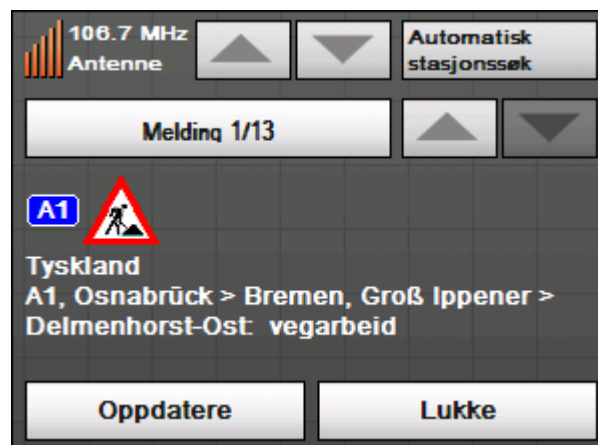 106.7 MHz
Antenne
Automatisk
stasjonssøk
Melding 1/13
A1
Tyskland
A1, Osnabrück > Bremen, Groß Ippener >
Delmenhorst-Ost: vegarbeid
Oppdatere
Lukke